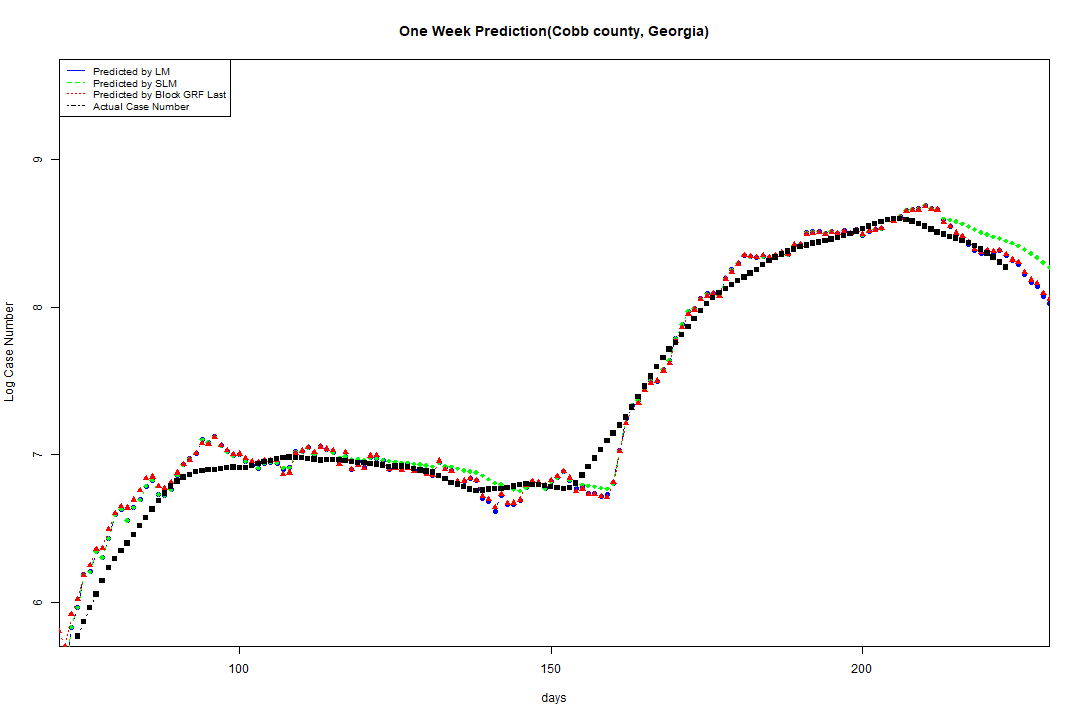 One Week Prediction(Cobb county, Georgia)
Predicted by LM
Predicted by SLM
Predicted by Block GRF Last
Actual Case Number
9
8
7
6
Log Case Number
100
150
200
days